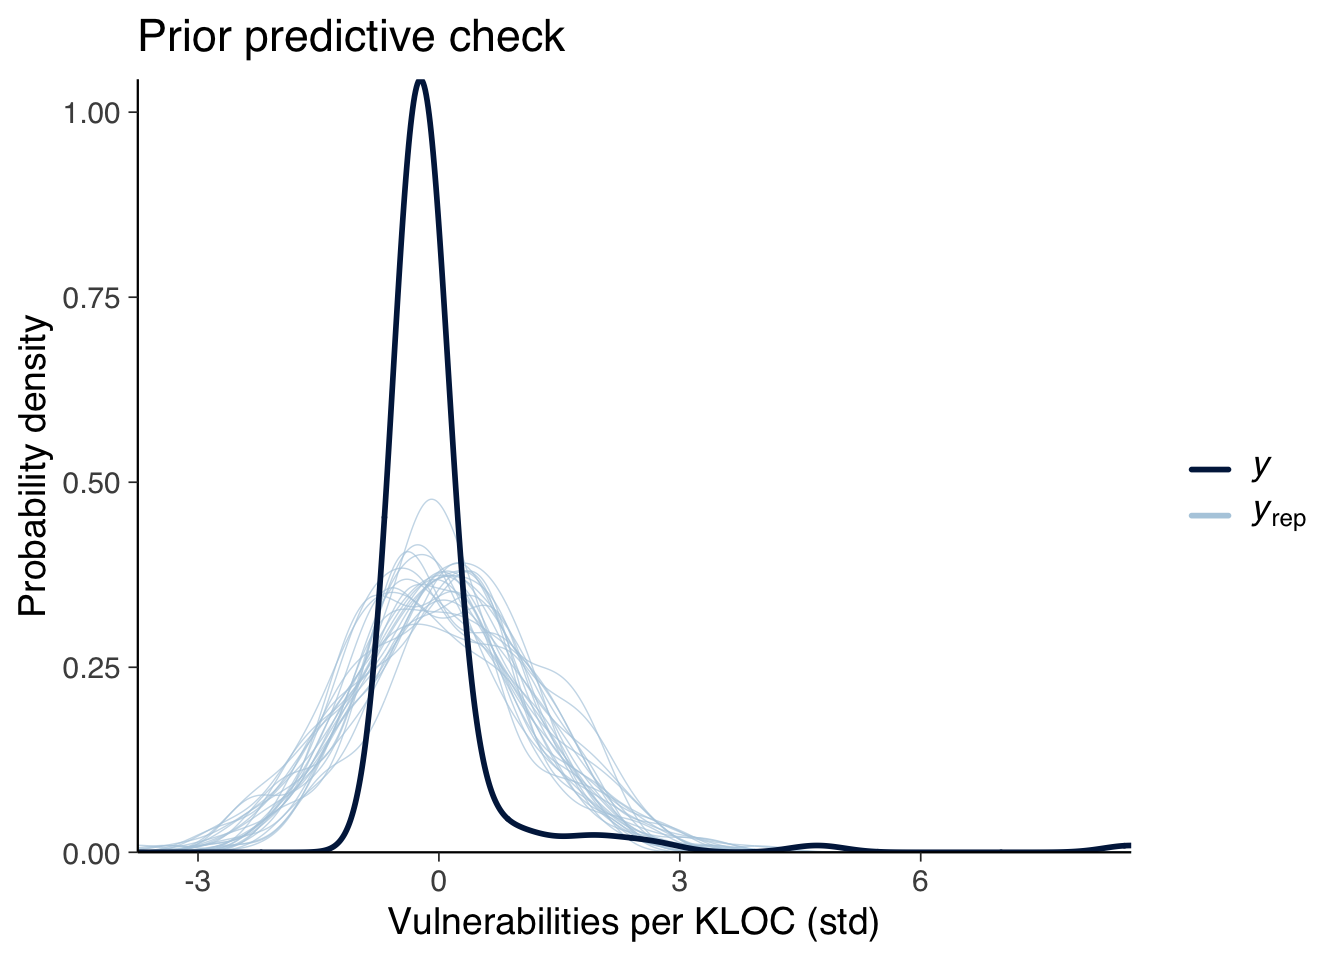 Prior predictive check
1.00
0.75
0.50
0.25
0.00
Probability density
-3 0 3 6
Vulnerabilities per KLOC (std)
y
yrep